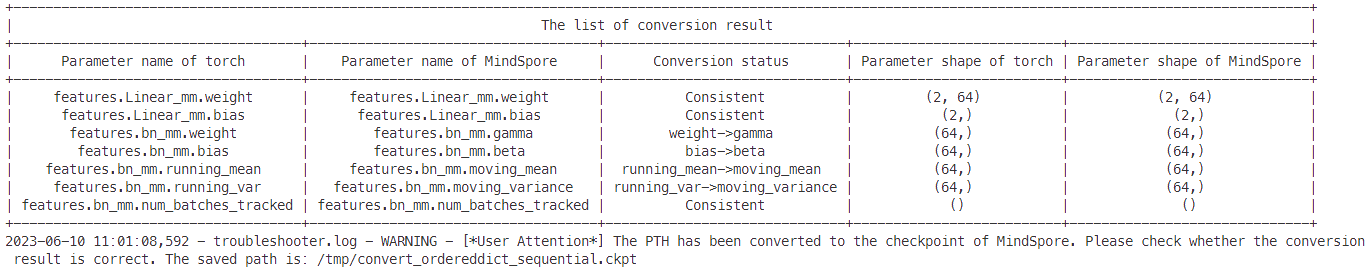 The list of conversion result
Parameter name of torch | Parameter name of MindSpore | Conversion status | Parameter shape of torch | Parameter shape of MindSpore
features.Linear_mm.weight | features.Linear_mm.weight | Consistent | (2, 64) | (2, 64)
features.Linear_mm.bias | features.Linear_mm.bias | Consistent | (2,) | (2,)
features.bn_mm.weight | features.bn_mm.gamma | weight->gamma | (64,) | (64,)
features.bn_mm.bias | features.bn_mm.beta | bias->beta | (64,) | (64,)
features.bn_mm.running_mean | features.bn_mm.moving_mean | running_mean->moving_mean | (64,) | (64,)
features.bn_mm.running_var | features.bn_mm.moving_variance | running_var->moving_variance | (64,) | (64,)
features.bn_mm.num_batches_tracked | features.bn_mm.num_batches_tracked | Consistent | () | ()
2023-06-10 11:01:08,592 - troubleshooter.log - WARNING - [*User Attention*] The PTH has been converted to the checkpoint of MindSpore. Please check whether the conversion
result is correct. The saved path is: /tmp/convert_ordereddict_sequential.ckpt